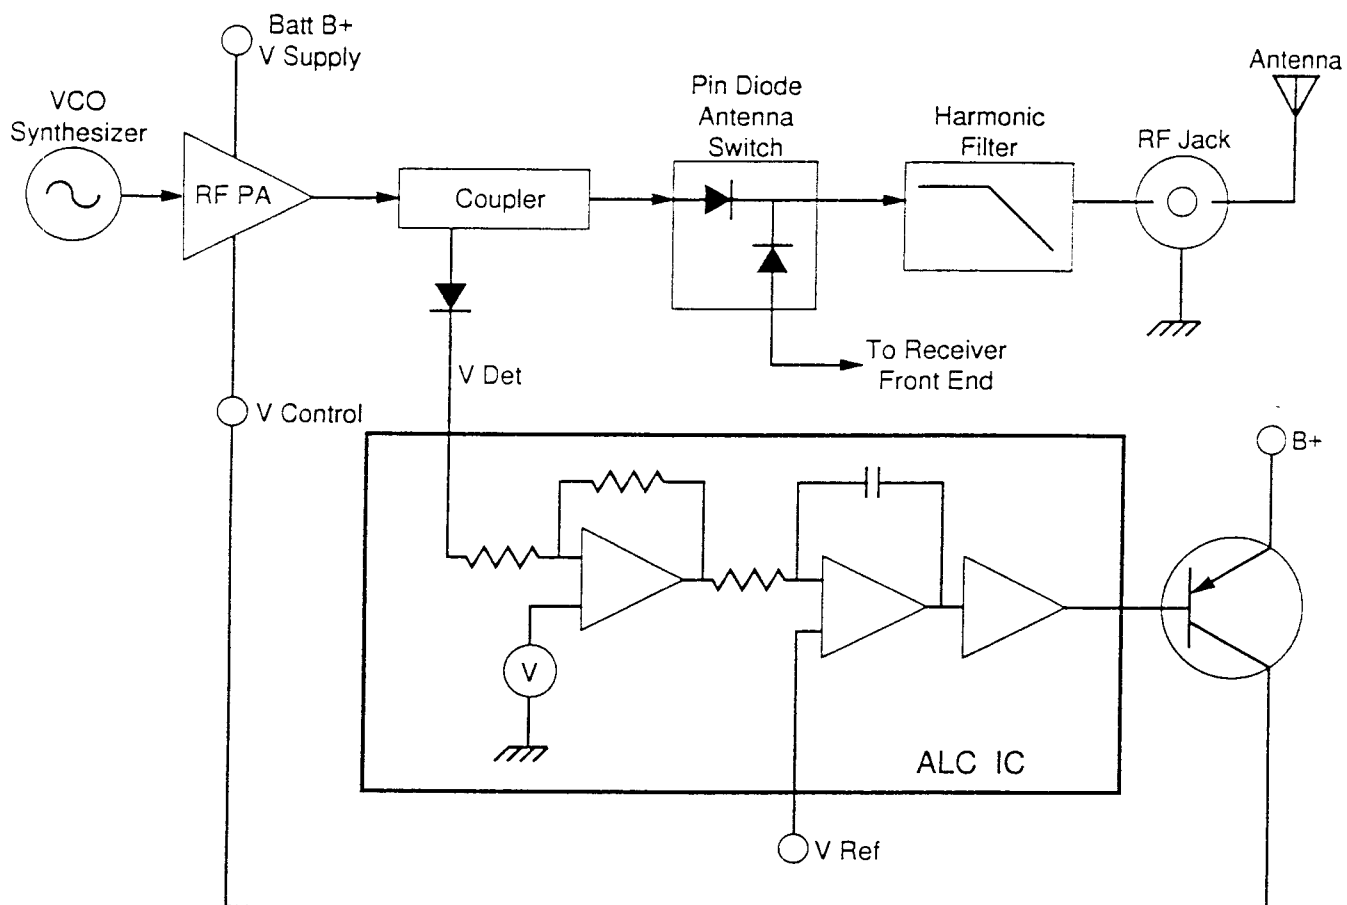 Batt B+
V Supply
VCO
Synthesizer
RF PA
Coupler
Pin Diode
Antenna
Switch
Harmonic
Filter
RF Jack
Antenna
To Receiver
Front End
V Det
V Control
B+
V
ALC IC
V Ref